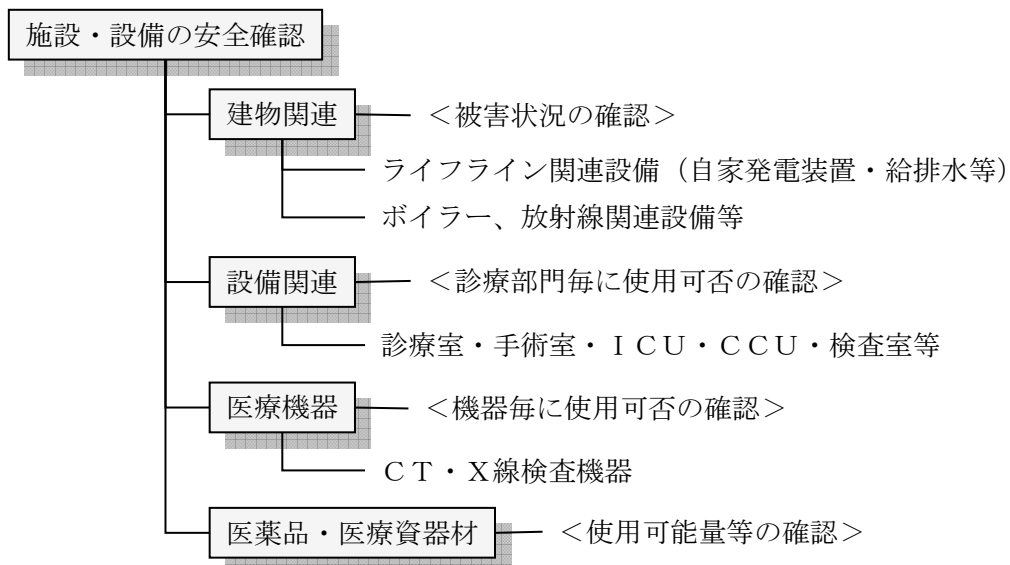 施設・設備の安全確認
建物関連 ＜被害状況の確認＞
ライフライン関連設備（自家発電装置・給排水等）
ボイラー、放射線関連設備等
設備関連 ＜診療部門毎に使用可否の確認＞
診療室・手術室・ＩＣＵ・ＣＣＵ・検査室等
医療機器 ＜機器毎に使用可否の確認＞
ＣＴ・Ｘ線検査機器
医薬品・医療資器材 ＜使用可能量等の確認＞